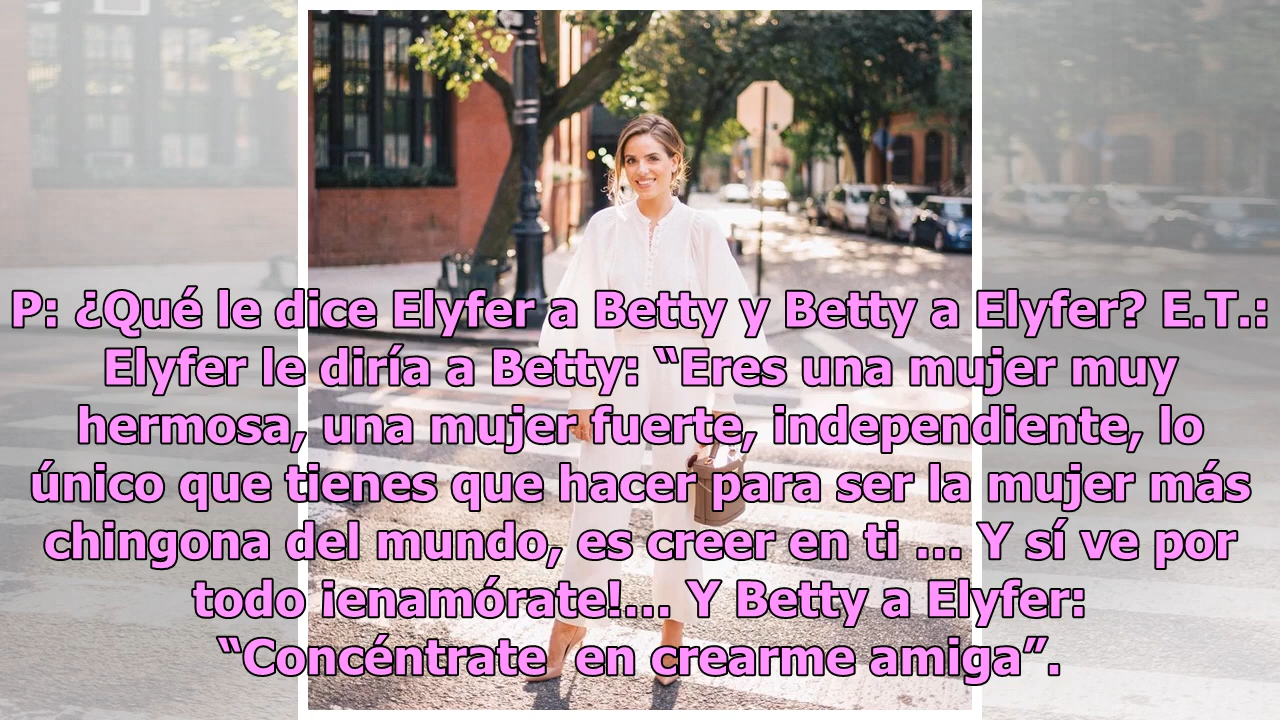 P: ¿Qué le dice Elyfer a Betty y Betty a Elyfer? E.T.:
Elyfer le diría a Betty: “Eres una mujer muy
hermosa, una mujer fuerte, independiente, lo
único que tienes que hacer para ser la mujer más
chingona del mundo, es creer en ti ... Y sí ve por
todo ¡enamórate!... Y Betty a Elyfer:
“Concéntrate  en crearme amiga”.